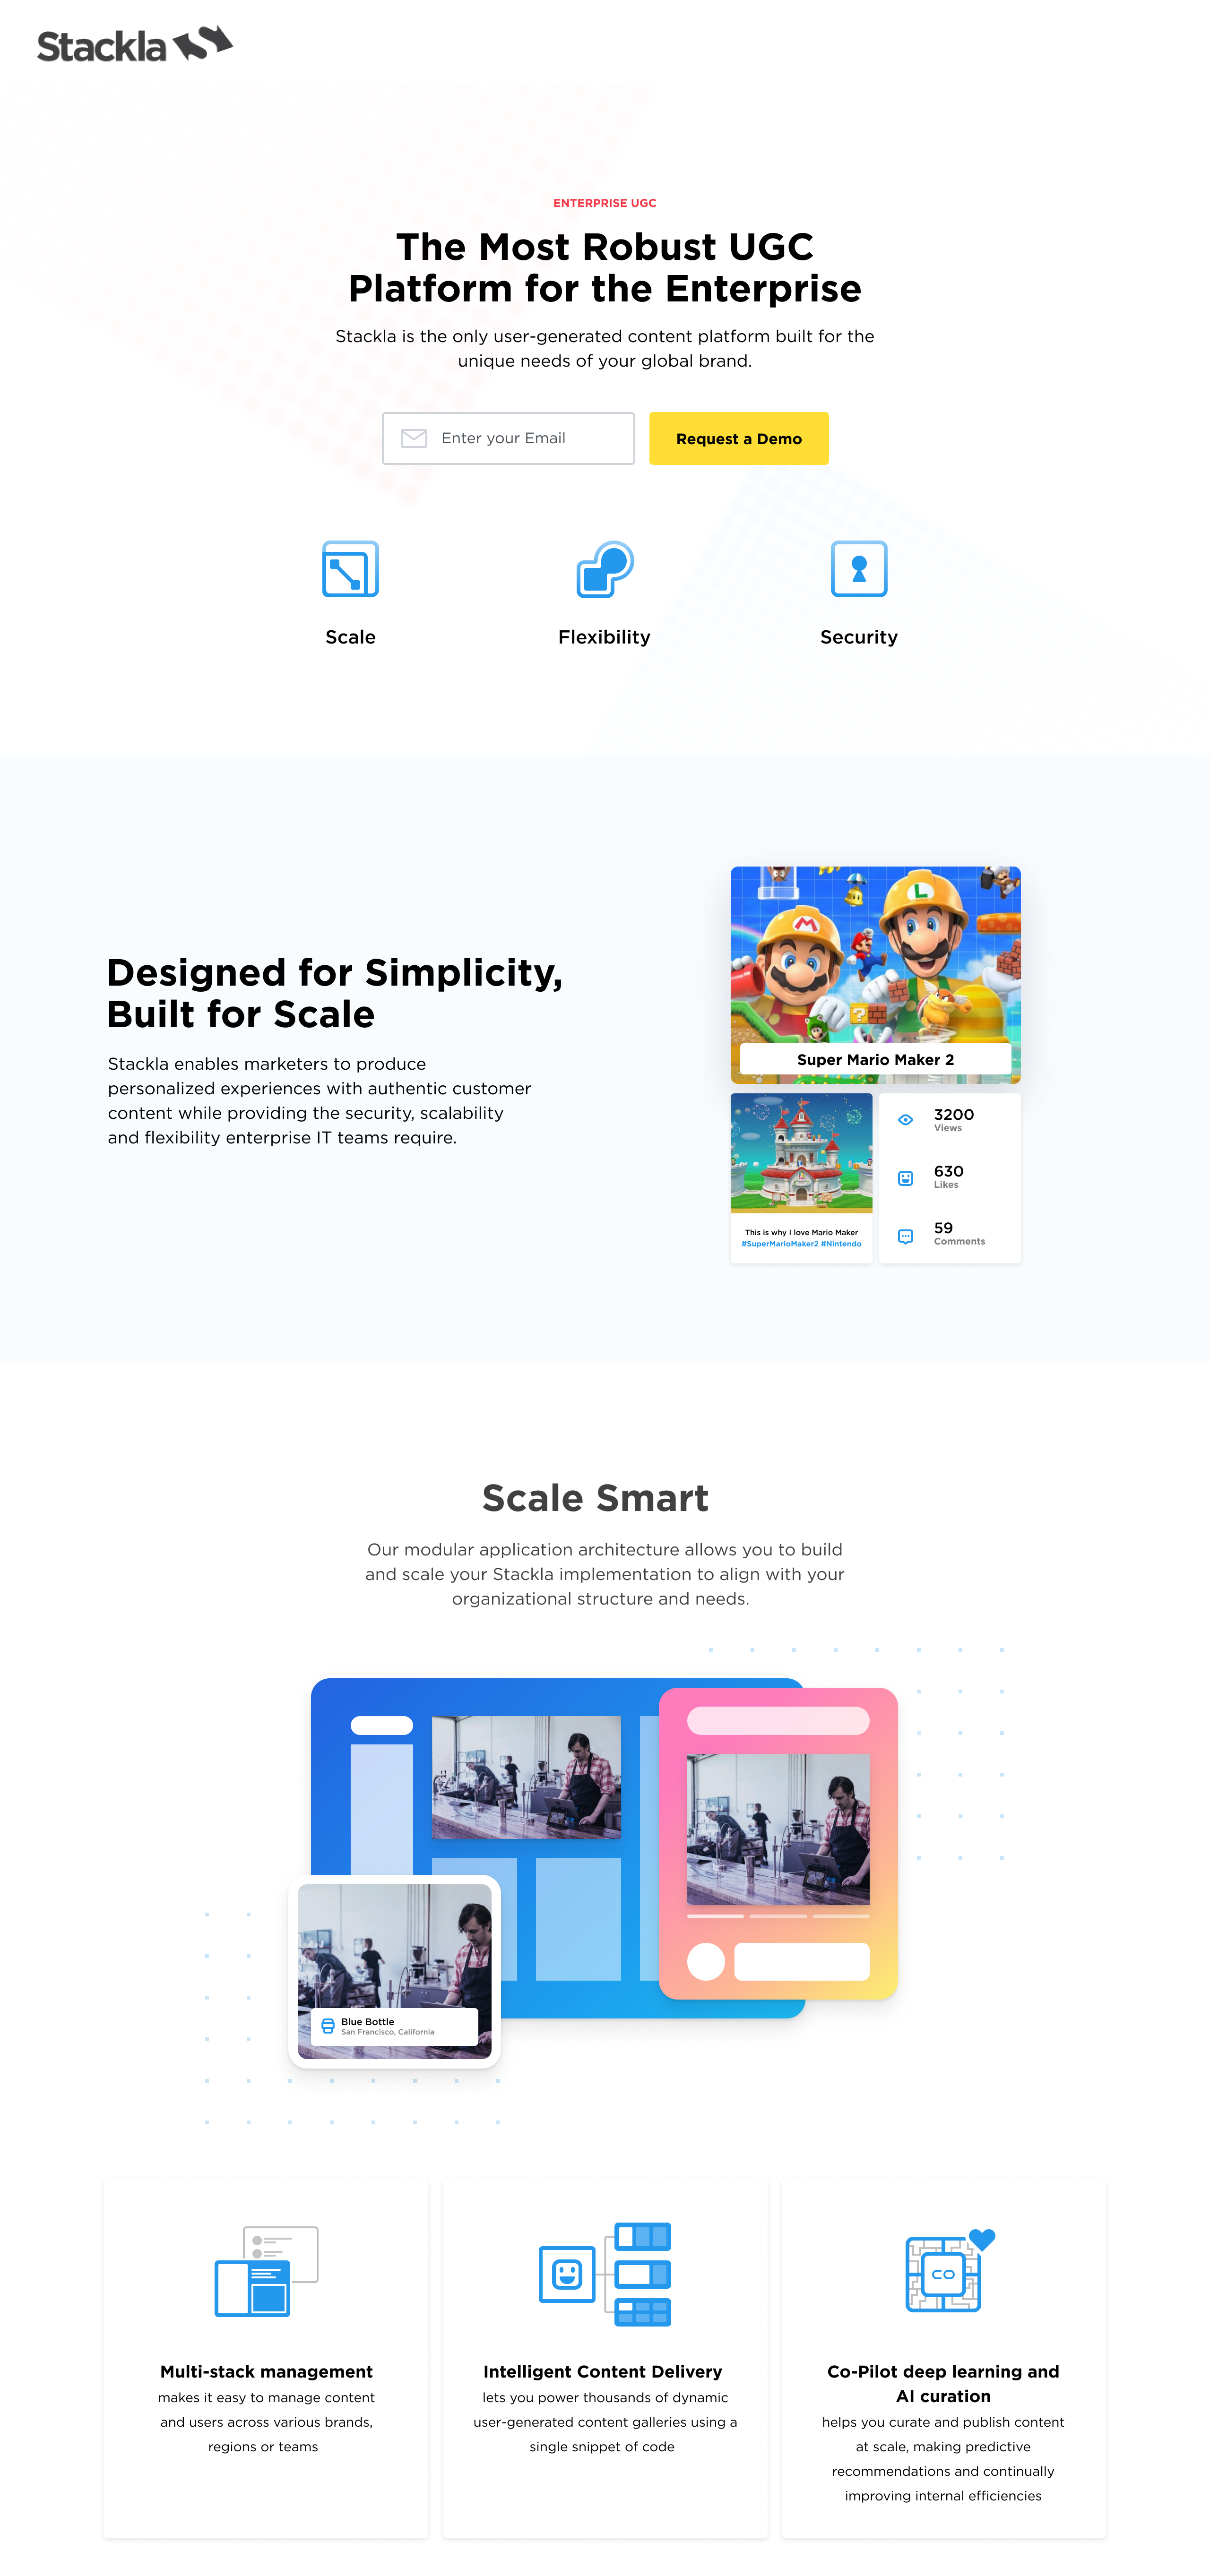 Stackla
ENTERPRISE UGC
The Most Robust UGC
Platform for the Enterprise
Stackla is the only user-generated content platform built for the
unique needs of your global brand.
Enter your Email
Request a Demo
Scale
Flexibility
Security
Designed for Simplicity,
Built for Scale
Stackla enables marketers to produce
personalized experiences with authentic customer
content while providing the security, scalability
and flexibility enterprise IT teams require.
M
L
?
Super Mario Maker 2
This is why I love Mario Maker
#SuperMarioMaker2 #Nintendo
3200
Views
630
Likes
59
Comments
Scale Smart
Our modular application architecture allows you to build
and scale your Stackla implementation to align with your
organizational structure and needs.
Blue Bottle
San Francisco, California
Multi-stack management
makes it easy to manage content
and users across various brands,
regions or teams
Intelligent Content Delivery
lets you power thousands of dynamic
user-generated content galleries using a
single snippet of code
CO
Co-Pilot deep learning and
AI curation
helps you curate and publish content
at scale, making predictive
recommendations and continually
improving internal efficiencies